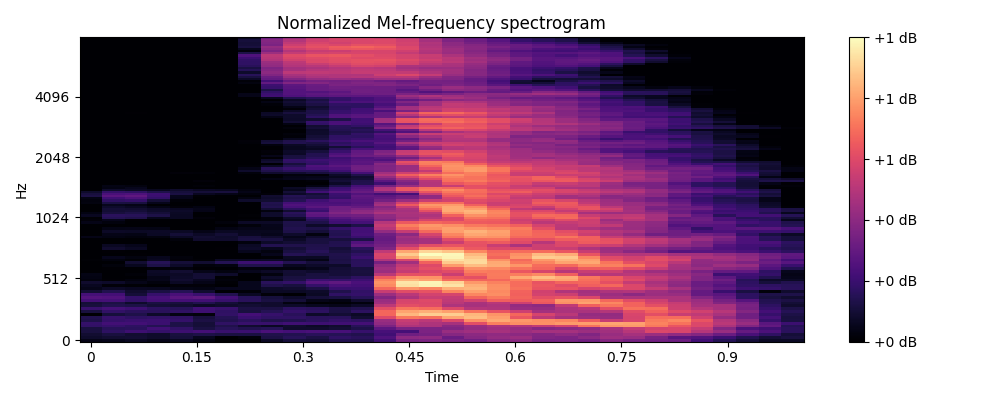 Normalized Mel-frequency spectrogram
Hz
4096
2048
1024
512
0
0 0.15 0.3 0.45 0.6 0.75 0.9
Time
+1 dB
+1 dB
+1 dB
+0 dB
+0 dB
+0 dB